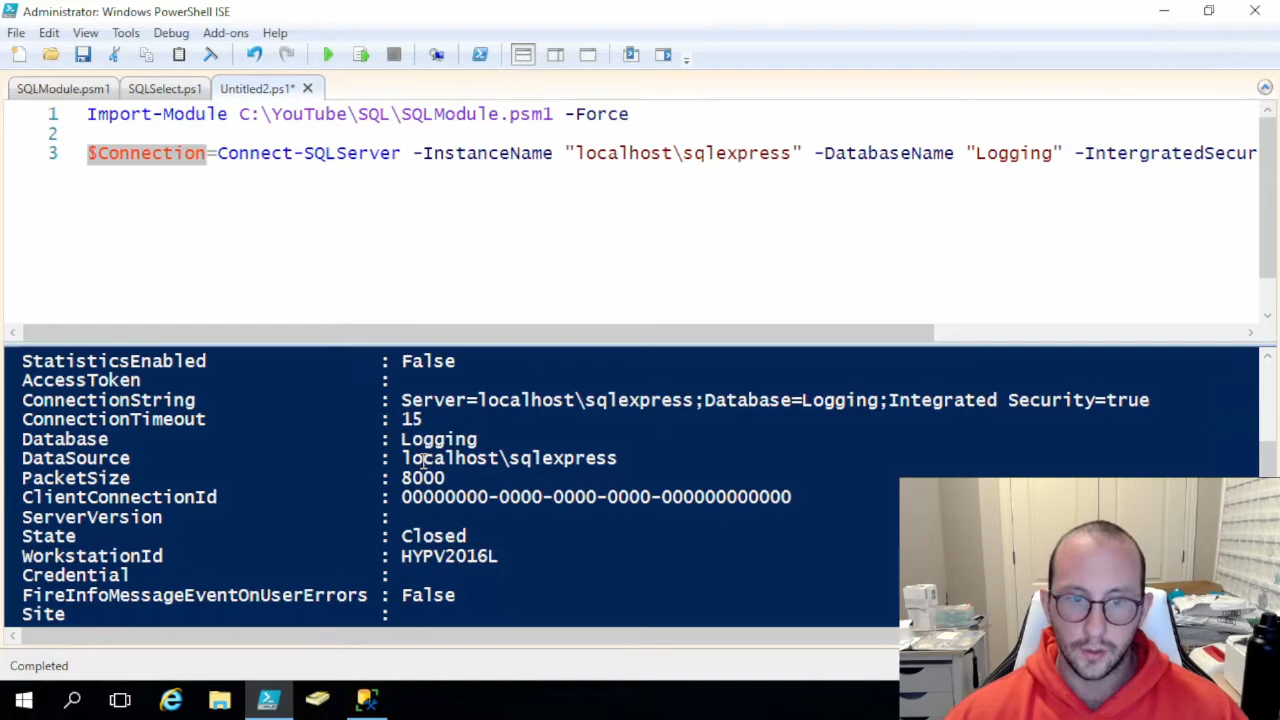 Administrator: Windows PowerShell ISE
File Edit View Tools Debug Add-ons Help
SQLModule.psm1 SQLSelect.ps1 Untitled2.ps1*
1 Import-Module C:\YouTube\SQL\SQLModule.psm1 -Force
2
3 $Connection=Connect-SQLServer -InstanceName "localhost\sqlexpress" -DatabaseName "Logging" -IntergratedSecur
StatisticsEnabled : False
AccessToken :
ConnectionString : Server=localhost\sqlexpress;Database=Logging;Integrated Security=true
ConnectionTimeout : 15
Database : Logging
DataSource : localhost\sqlexpress
PacketSize : 8000
ClientConnectionId : 00000000-0000-0000-0000-000000000000
ServerVersion :
State : Closed
WorkstationId : HYPV2016L
Credential :
FireInfoMessageEventOnUserErrors : False
Site :
Completed